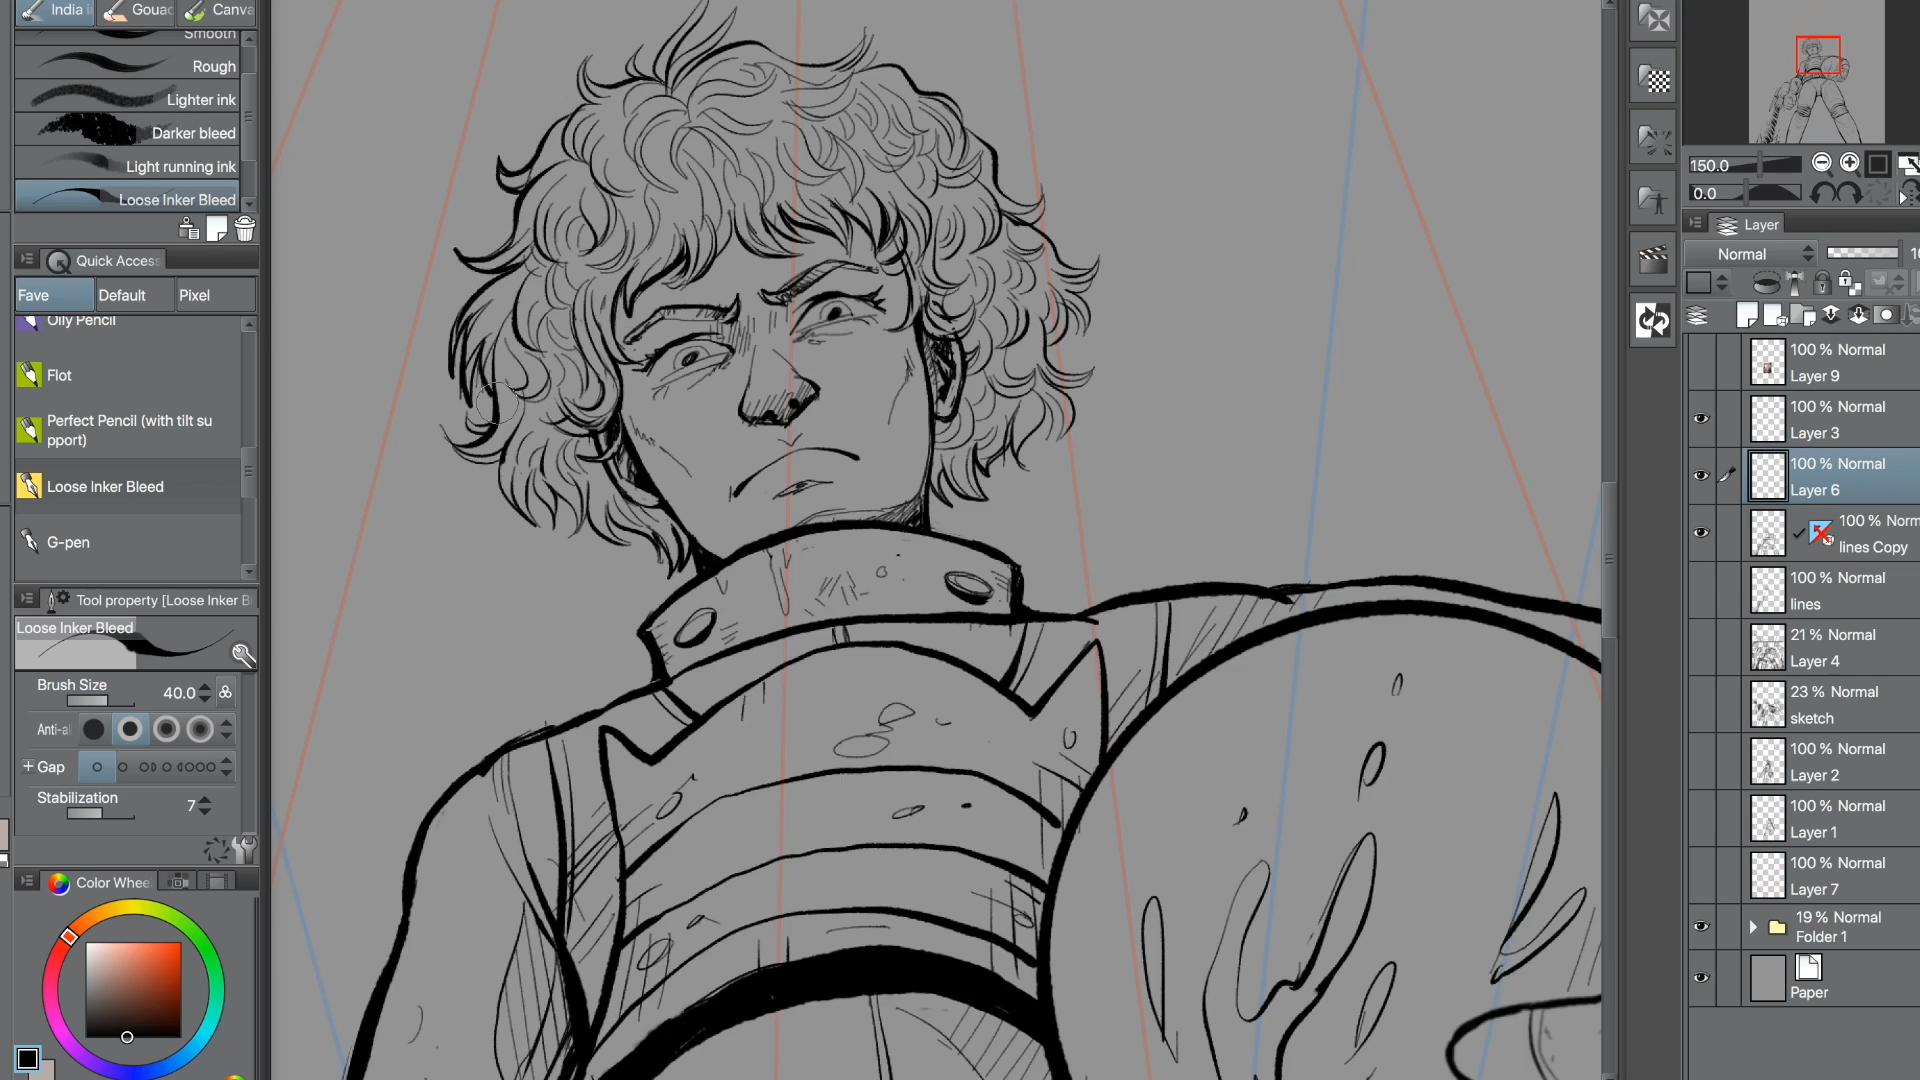 India i
Gouac
Canva
Smooth
Rough
Lighter ink
Darker bleed
Light running ink
Loose Inker Bleed
Quick Access
Fave
Default
Pixel
Oily Pencil
Flot
Perfect Pencil (with tilt su
pport)
Loose Inker Bleed
G-pen
Tool property [Loose Inker B
Loose Inker Bleed
Brush Size
40.0
Anti-al
Gap
Stabilization
7
Color Whee
150.0
0.0
Layer
Normal
10
100 % Normal
Layer 9
100 % Normal
Layer 3
100 % Normal
Layer 6
100 % Norm
lines Copy
100 % Normal
lines
21 % Normal
Layer 4
23 % Normal
sketch
100 % Normal
Layer 2
100 % Normal
Layer 1
100 % Normal
Layer 7
19 % Normal
Folder 1
Paper